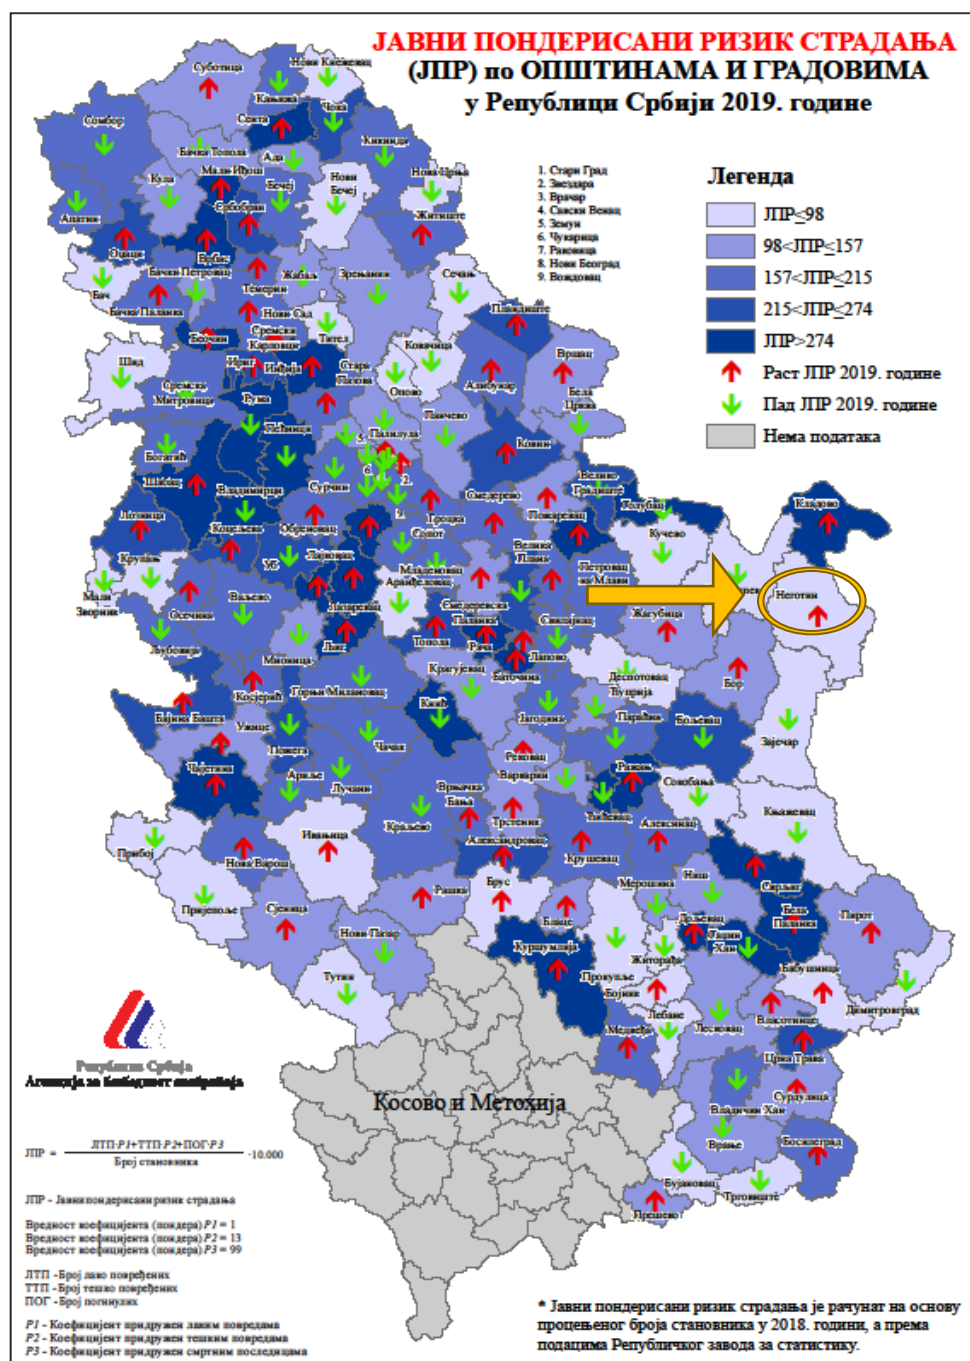 ЈАВНИ ПОНДЕРИСАНИ РИЗИК СТРАДАЊА
(ЈПР) по ОПШТИНАМА И ГРАДОВИМА
у Републици Србији 2019. године
1. Стари Град
2. Звездара
3. Врачар
4. Савски Венац
5. Земун
6. Чукарица
7. Раковица
8. Нови Београд
9. Вождовац
Легенда
ЈПР≤98
98<ЈПР≤157
157<ЈПР≤215
215<ЈПР≤274
ЈПР>274
Раст ЈПР 2019. године
Пад ЈПР 2019. године
Нема података
Суботица
Нови Кнежевац
Кањижа
Чока
Сента
Сомбор
Кикинда
Бачка Топола
Ада
Мали Иђош
Нови Бечеј
Нова Црња
Кула
Бечеј
Апатин
Србобран
Житиште
Оџаци
Врбас
Бачки Петровац
Жабаљ
Зрењанин
Сечањ
Бач
Темерин
Бачка Паланка
Нови Сад
Пландиште
Беочин
Сремски
Карловци
Тител
Ковачица
Шид
Ириг
Инђија
Стара
Пазова
Опово
Алибунар
Вршац
Сремска
Митровица
Рума
Бела
Црква
Панчево
Пећинци
Палилула
Ковин
Богатић
5.
6.
2.
9.
Шабац
Владимирци
Сурчин
Смедерево
Велико
Градиште
Голубац
Кладово
Лозница
Коцељева
Обреновац
Гроцка
Пожаревац
Кучево
Сопот
Крупањ
Уб
Лајковац
Велика
Плана
Младеновац
Петровац
на Млави
Мали
Зворник
Осечина
Ваљево
Лазаревац
Аранђеловац
Смедеревска
Паланка
Неготин
Жагубица
Љубовија
Мионица
Љиг
Топола
Рача
Свилајнац
Лапово
Баточина
Крагујевац
Деспотовац
Бор
Косјерић
Горњи Милановац
Ћуприја
Бајина Башта
Кнић
Јагодина
Параћин
Бољевац
Ужице
Пожега
Чачак
Зајечар
Рековац
Чајетина
Ариље
Лучани
Варварин
Ражањ
Сокобања
Врњачка
Бања
Књажевац
Краљево
Трстеник
Ћићевац
Алексинац
Прибој
Ивањица
Александровац
Нова Варош
Крушевац
Сврљиг
Брус
Мерошина
Рашка
Пријепоље
Сјеница
Блаце
Дољевац
Бела
Паланка
Пирот
Нови Пазар
Куршумлија
Гаџин
Хан
Житорађа
Тутин
Прокупље
Бабушница
Бојник
Димитровград
Лебане
Медвеђа
Лесковац
Власотинце
Црна Трава
Сурдулица
Владичин Хан
Косово и Метохија
Врање
Босилеград
Бујановац
Трговиште
Прешево
Република Србија
Агенција за безбедност саобраћаја
ЈПР = ЛТП·P1+ТТП·P2+ПОГ·P3 ·10.000
Број становника
ЈПР - Јавни пондерисани ризик страдања
Вредност коефицијента (пондера) P1 = 1
Вредност коефицијента (пондера) P2 = 13
Вредност коефицијента (пондера) P3 = 99
ЛТП -Број лако повређених
ТТП -Број тешко повређених
ПОГ -Број погинулих
P1 - Коефицијент придружен лаким повредама
P2 - Коефицијент придружен тешким повредама
P3 - Коефицијент придружен смртним последицама
* Јавни пондерисани ризик страдања је рачунат на основу
процењеног броја становника у 2018. години, а према
подацима Републичког завода за статистику.